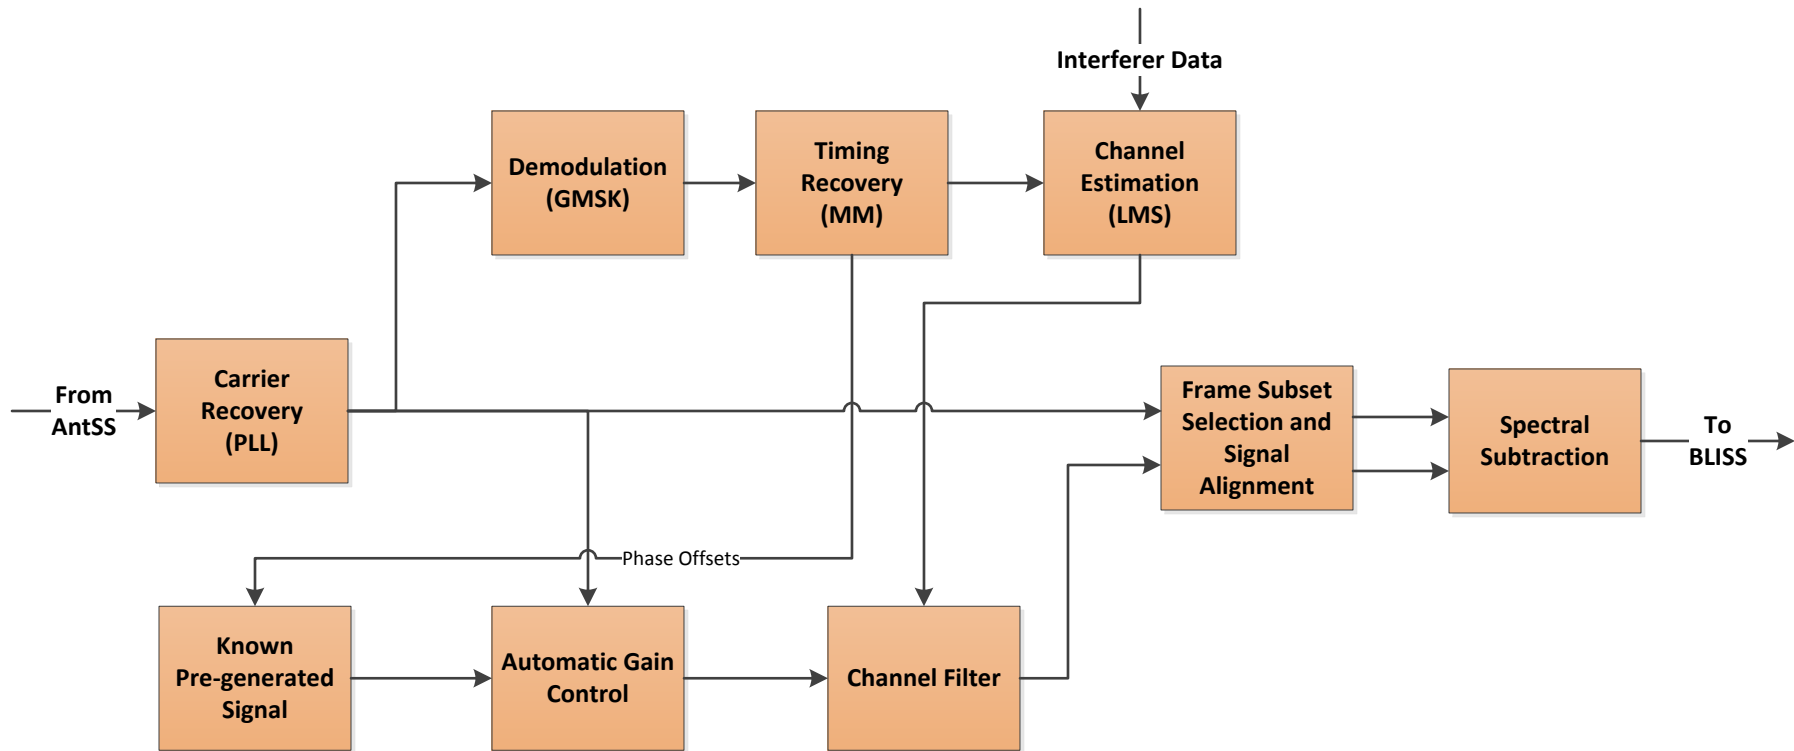 Interferer Data
Demodulation
(GMSK)
Timing
Recovery
(MM)
Channel
Estimation
(LMS)
From
AntSS
Carrier
Recovery
(PLL)
Frame Subset
Selection and
Signal
Alignment
Spectral
Subtraction
To
BLISS
Phase Offsets
Known
Pre-generated
Signal
Automatic Gain
Control
Channel Filter